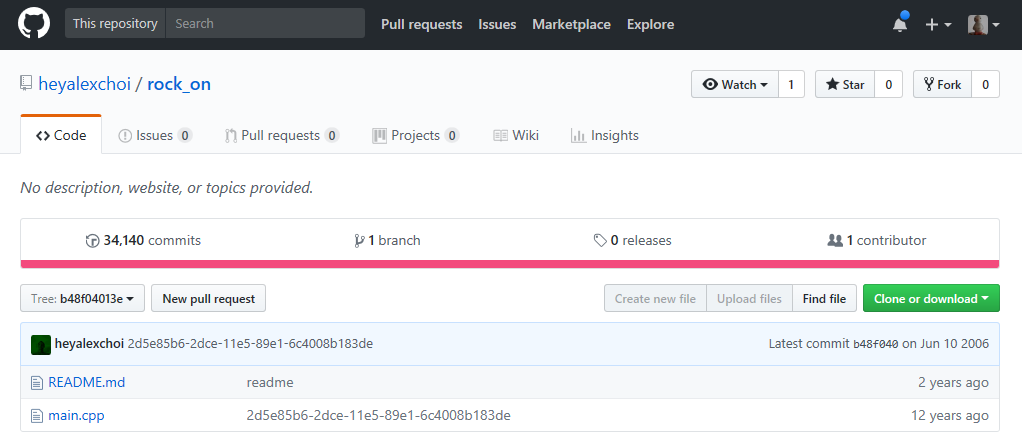 This repository Search Pull requests Issues Marketplace Explore
heyalexchoi / rock_on Watch 1 Star 0 Fork 0
Code Issues 0 Pull requests 0 Projects 0 Wiki Insights
No description, website, or topics provided.
34,140 commits 1 branch 0 releases 1 contributor
Tree: b48f04013e New pull request Create new file Upload files Find file Clone or download
heyalexchoi 2d5e85b6-2dce-11e5-89e1-6c4008b183de Latest commit b48f040 on Jun 10 2006
README.md readme 2 years ago
main.cpp 2d5e85b6-2dce-11e5-89e1-6c4008b183de 12 years ago